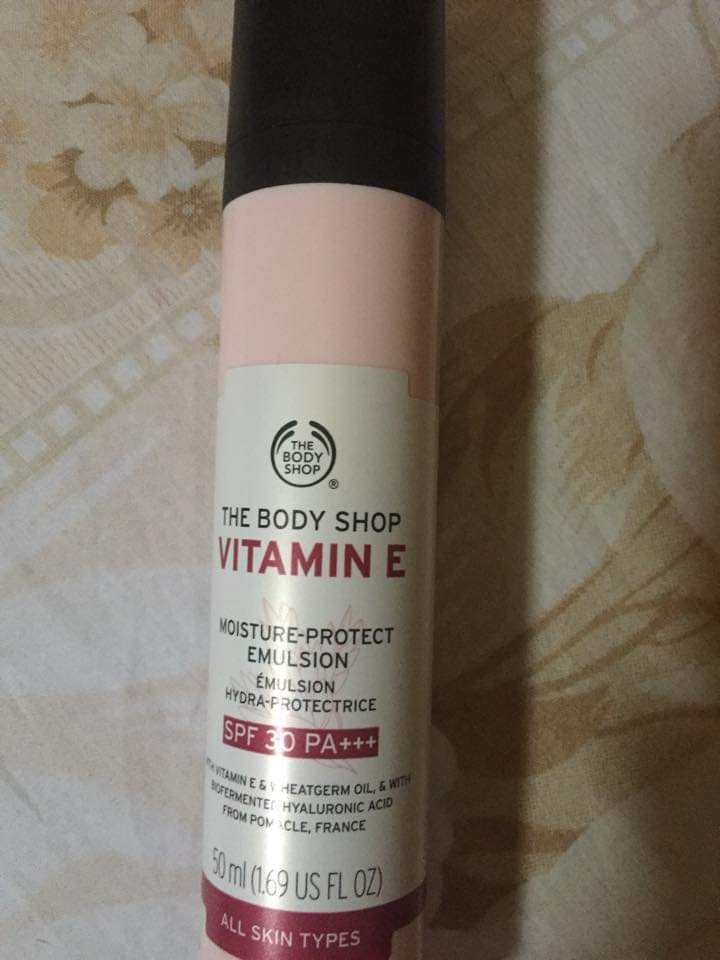 THE
BODY
SHOP
®
THE BODY SHOP
VITAMIN E
MOISTURE-PROTECT
EMULSION
ÉMULSION
HYDRA-PROTECTRICE
SPF 30 PA+++
WITH VITAMIN E & WHEATGERM OIL, & WITH
BIOFERMENTED HYALURONIC ACID
FROM POMACLE, FRANCE
50 ml (1.69 US FL OZ)
ALL SKIN TYPES